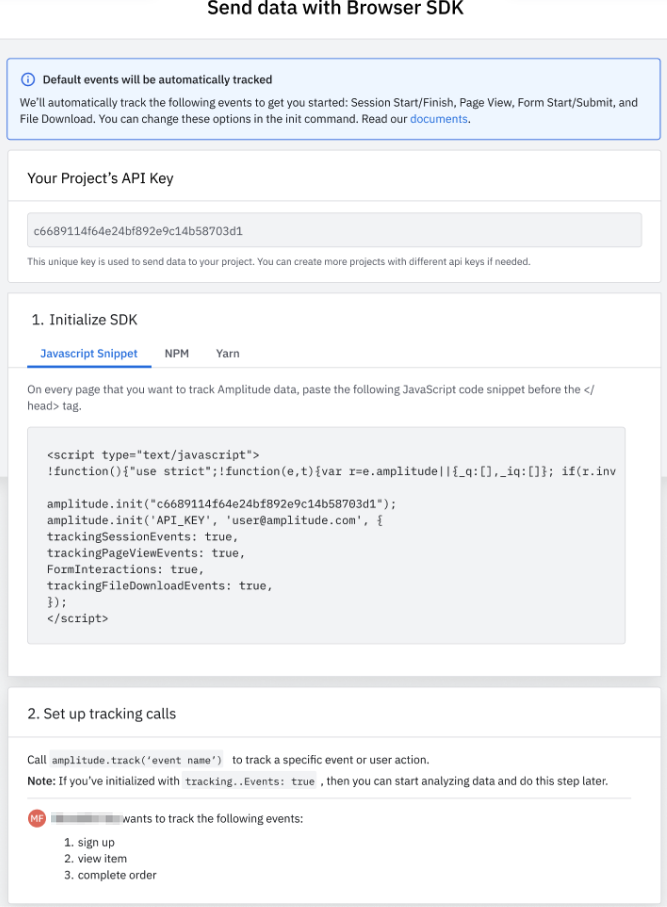 Send data with Browser SDK
Default events will be automatically tracked
We'll automatically track the following events to get you started: Session Start/Finish, Page View, Form Start/Submit, and
File Download. You can change these options in the init command. Read our documents.
Your Project's API Key
c6689114f64e24bf892e9c14b58703d1
This unique key is used to send data to your project. You can create more projects with different api keys if needed.
1. Initialize SDK
Javascript Snippet NPM Yarn
On every page that you want to track Amplitude data, paste the following JavaScript code snippet before the </
head> tag.
<script type="text/javascript">
!function(){"use strict";!function(e,t){var r=e.amplitude||{_q:[],_iq:[]}; if(r.inv
amplitude.init("c6689114f64e24bf892e9c14b58703d1");
amplitude.init('API_KEY', 'user@amplitude.com', {
trackingSessionEvents: true,
trackingPageViewEvents: true,
FormInteractions: true,
trackingFileDownloadEvents: true,
});
</script>
2. Set up tracking calls
Call amplitude.track(‘event name’) to track a specific event or user action.
Note: If you've initialized with tracking..Events: true , then you can start analyzing data and do this step later.
MF wants to track the following events:
1. sign up
2. view item
3. complete order